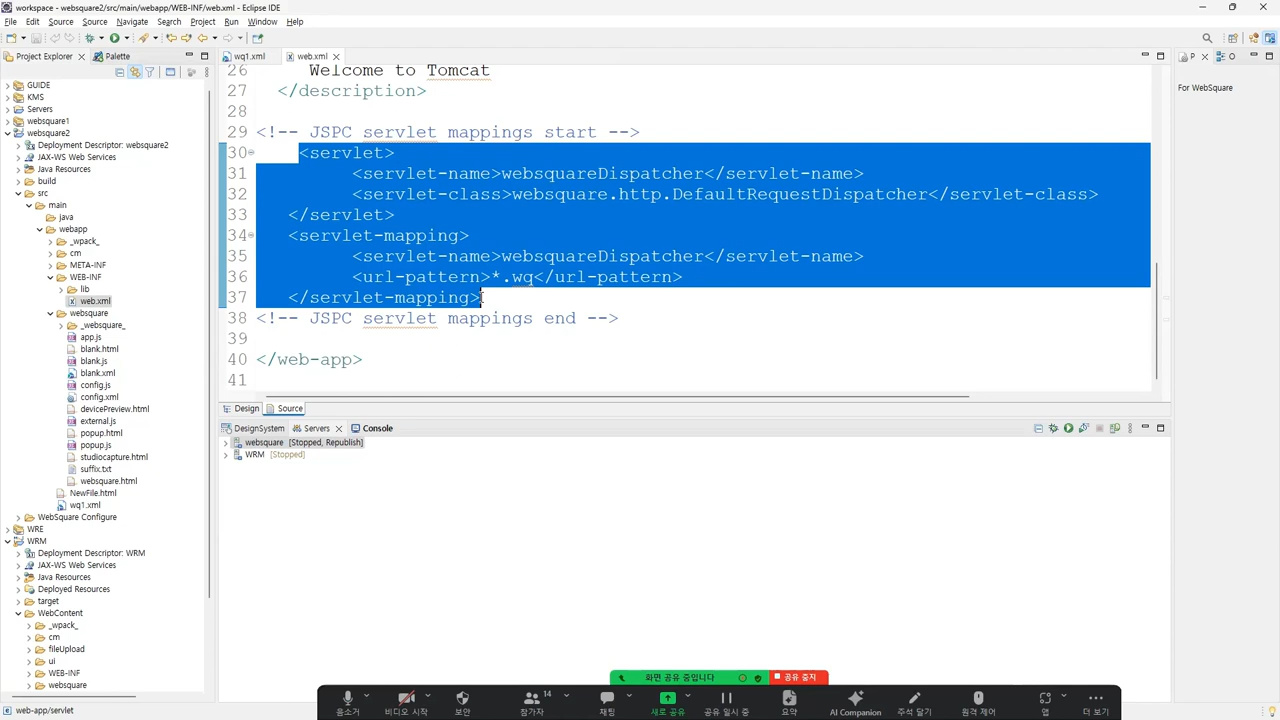 workspace - websquare2/src/main/webapp/WEB-INF/web.xml - Eclipse IDE
File Edit Source Source Navigate Search Project Run Window Help
Project Explorer Palette
GUIDE
KMS
Servers
websquare1
websquare2
Deployment Descriptor: websquare2
JAX-WS Web Services
Java Resources
build
src
main
java
webapp
_wpack_
cm
META-INF
WEB-INF
lib
web.xml
websquare
_websquare_
app.js
blank.html
blank.js
blank.xml
config.js
config.xml
devicePreview.html
external.js
popup.html
popup.js
studiocapture.html
suffix.txt
websquare.html
NewFile.html
wq1.xml
WebSquare Configure
WRE
WRM
Deployment Descriptor: WRM
JAX-WS Web Services
Java Resources
Deployed Resources
target
WebContent
_wpack_
cm
fileUpload
ui
WEB-INF
websquare
wq1.xml web.xml
26 Welcome to Tomcat
27 </description>
28
29 <!-- JSPC servlet mappings start -->
30 <servlet>
31 <servlet-name>websquareDispatcher</servlet-name>
32 <servlet-class>websquare.http.DefaultRequestDispatcher</servlet-class>
33 </servlet>
34 <servlet-mapping>
35 <servlet-name>websquareDispatcher</servlet-name>
36 <url-pattern>*.wq</url-pattern>
37 </servlet-mapping>
38 <!-- JSPC servlet mappings end -->
39
40 </web-app>
41
Design Source
DesignSystem Servers Console
websquare [Stopped, Republish]
WRM [Stopped]
P
For WebSquare
화면 공유 중입니다 공유 중지
음소거 비디오 시작 보안 참가자 14 채팅 새로 공유 공유 일시 중 요약 AI Companion 주석 달기 원격 제어 앱 더 보기
web-app/servlet